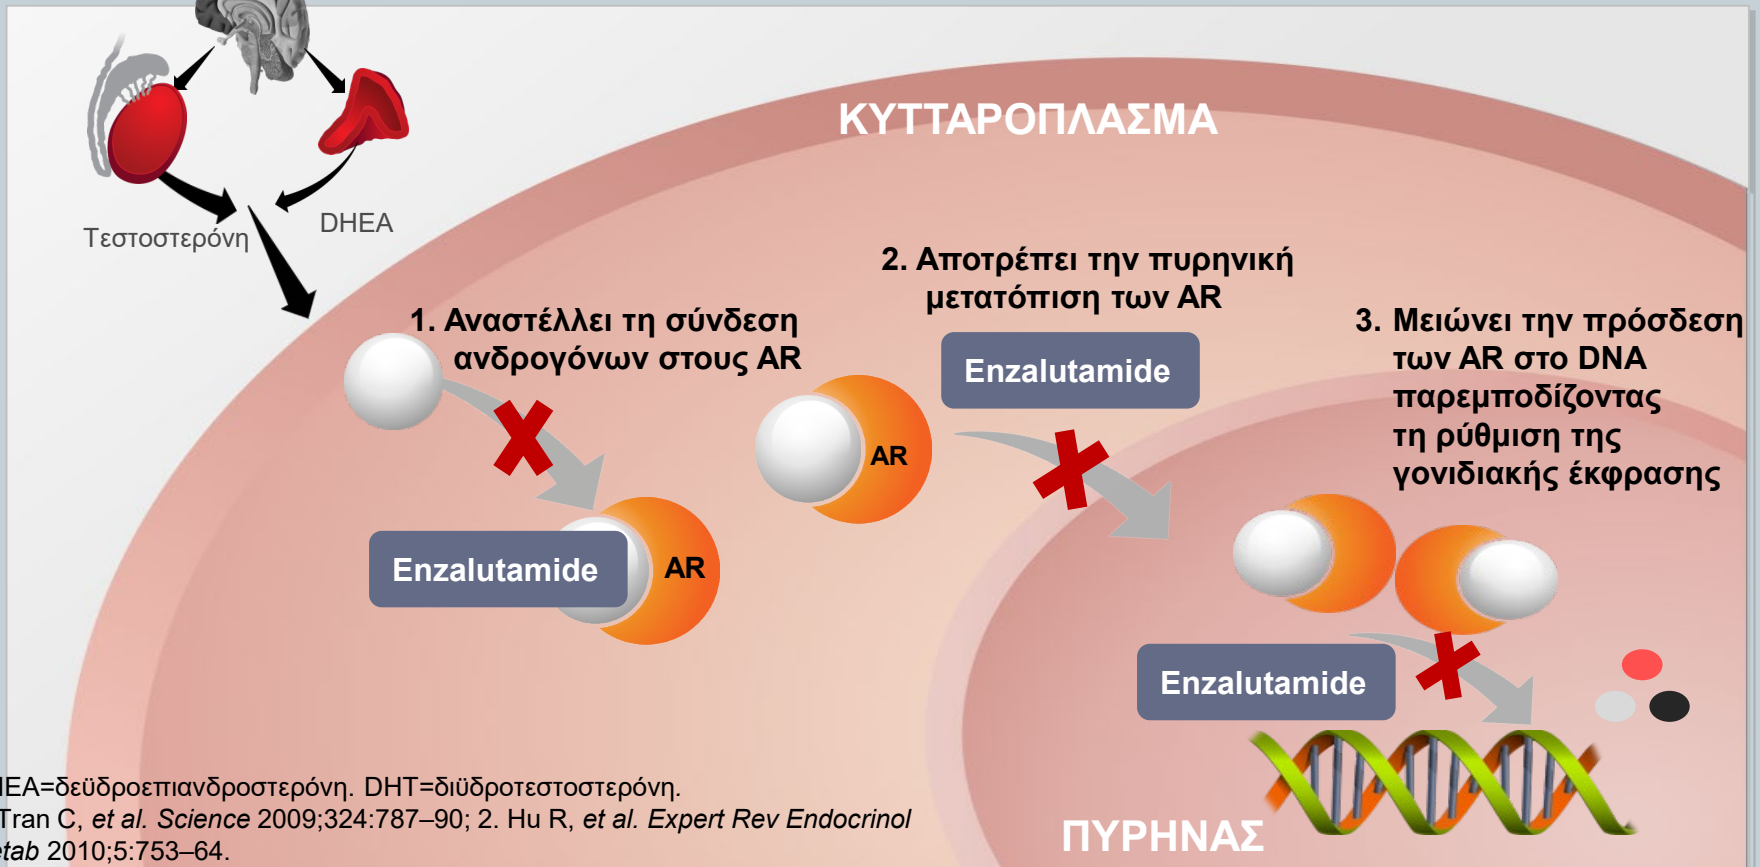 ΚΥΤΤΑΡΟΠΛΑΣΜΑ
Τεστοστερόνη
DHEA
1. Αναστέλλει τη σύνδεση
ανδρογόνων στους AR
2. Αποτρέπει την πυρηνική
μετατόπιση των AR
3. Μειώνει την πρόσδεση
των AR στο DNA
παρεμποδίζοντας
τη ρύθμιση της
γονιδιακής έκφρασης
Enzalutamide
AR
Enzalutamide
AR
Enzalutamide
ΠΥΡΗΝΑΣ
HEA=δεϋδροεπιανδροστερόνη. DHT=διϋδροτεστοστερόνη.
Tran C, et al. Science 2009;324:787–90; 2. Hu R, et al. Expert Rev Endocrinol
etab 2010;5:753–64.